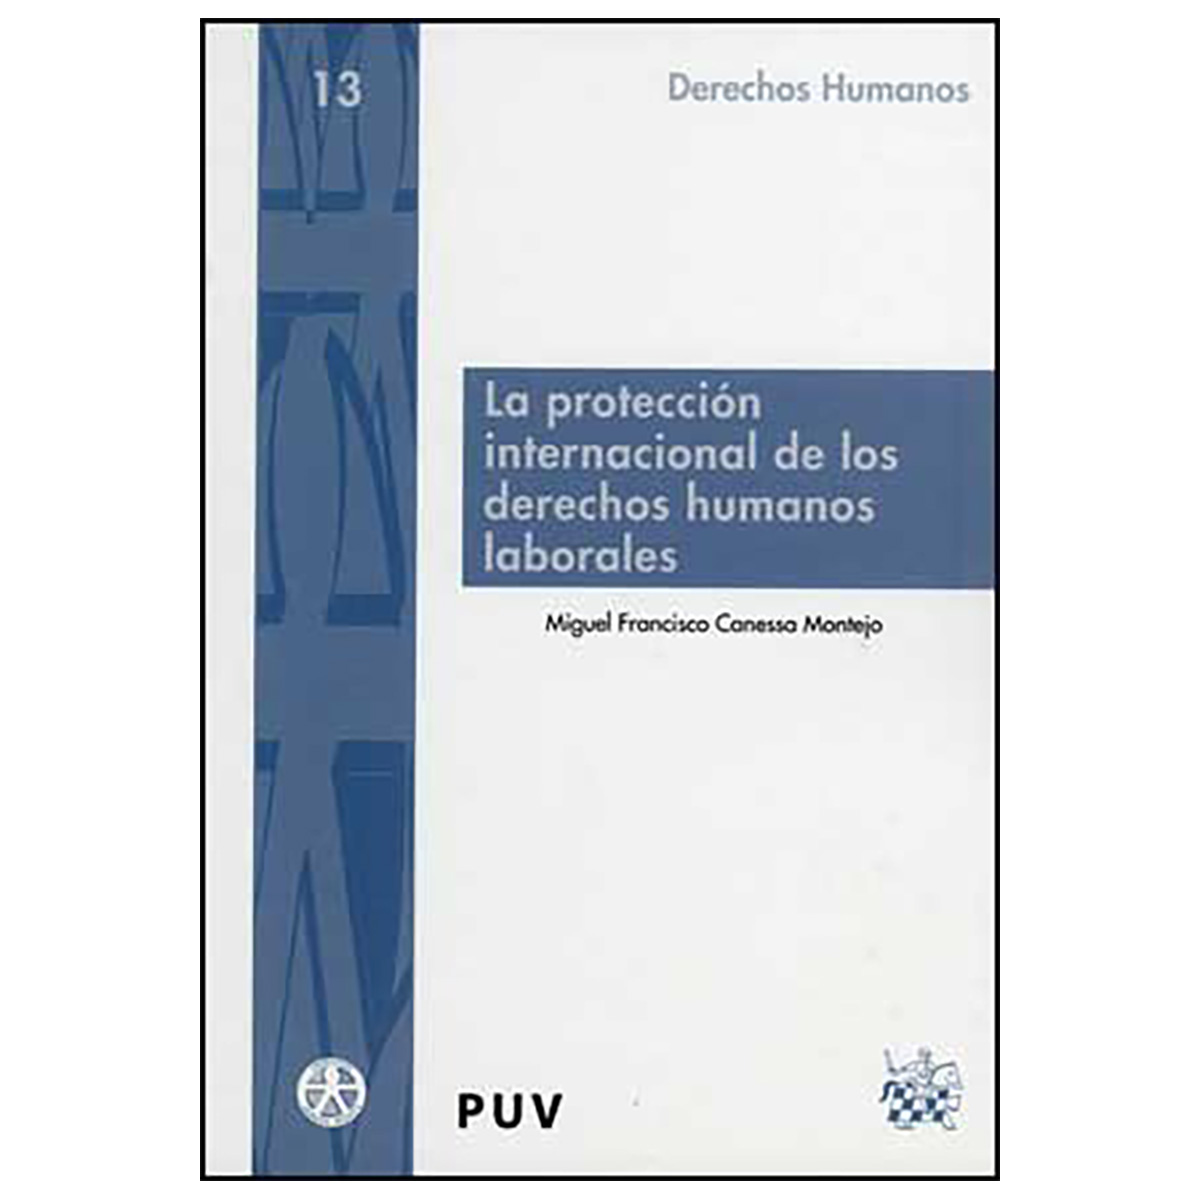 13
Derechos Humanos
La protección
internacional de los
derechos humanos
laborales
Miguel Francisco Canessa Montejo
PUV